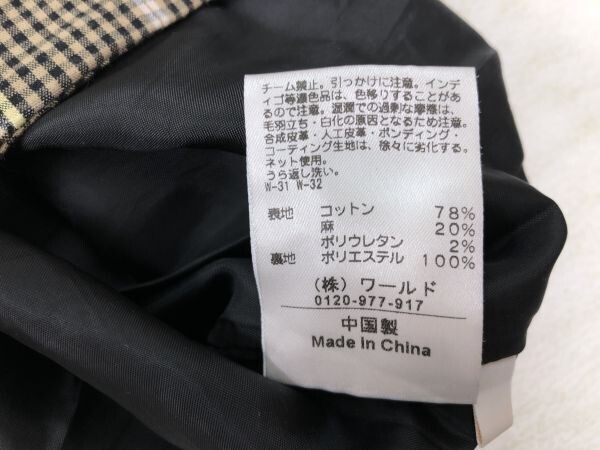 チーム禁止。引っかけに注意。インデ
ィゴ等濃色品は、色移りすることがあ
るので注意。湿潤での過剰な摩擦は、
毛羽立ち・白化の原因となるため注意。
合成皮革・人工皮革・ボンディング・
コーティング生地は、徐々に劣化する。
ネット使用。
うら返し洗い。
W-31 W-32
表地 コットン 78%
麻 20%
ポリウレタン 2%
裏地 ポリエステル 100%
(株) ワールド
0120-977-917
中国製
Made in China